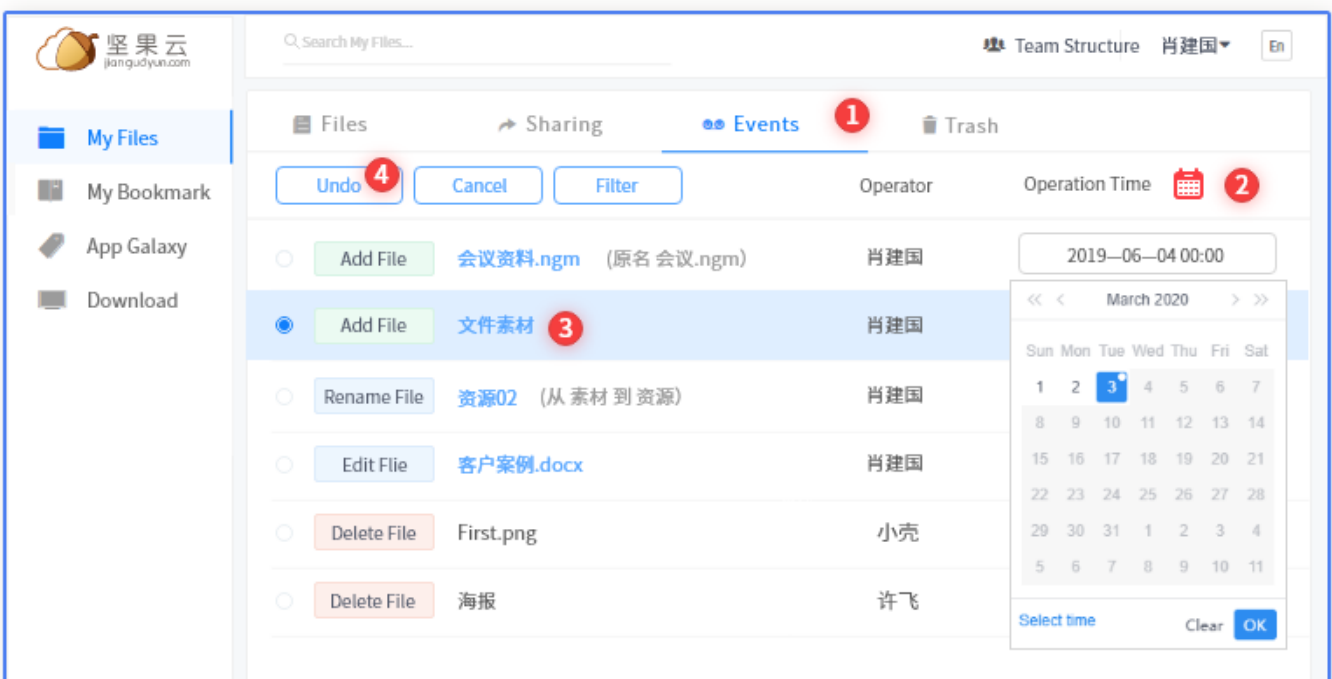 坚果云
jianguoyun.com
Search My Files...
Team Structure 肖建国
En
My Files
My Bookmark
App Galaxy
Download
Files Sharing Events 1 Trash
Undo 4 Cancel Filter Operator Operation Time 2
Add File 会议资料.ngm (原名 会议.ngm) 肖建国 2019—06—04 00:00
Add File 文件素材 3 肖建国
Rename File 资源02 (从 素材 到 资源) 肖建国
Edit Flie 客户案例.docx 肖建国
Delete File First.png 小壳
Delete File 海报 许飞
« < March 2020 > »
Sun Mon Tue Wed Thu Fri Sat
1 2 3 4 5 6 7
8 9 10 11 12 13 14
15 16 17 18 19 20 21
22 23 24 25 26 27 28
29 30 31 1 2 3 4
5 6 7 8 9 10 11
Select time Clear OK